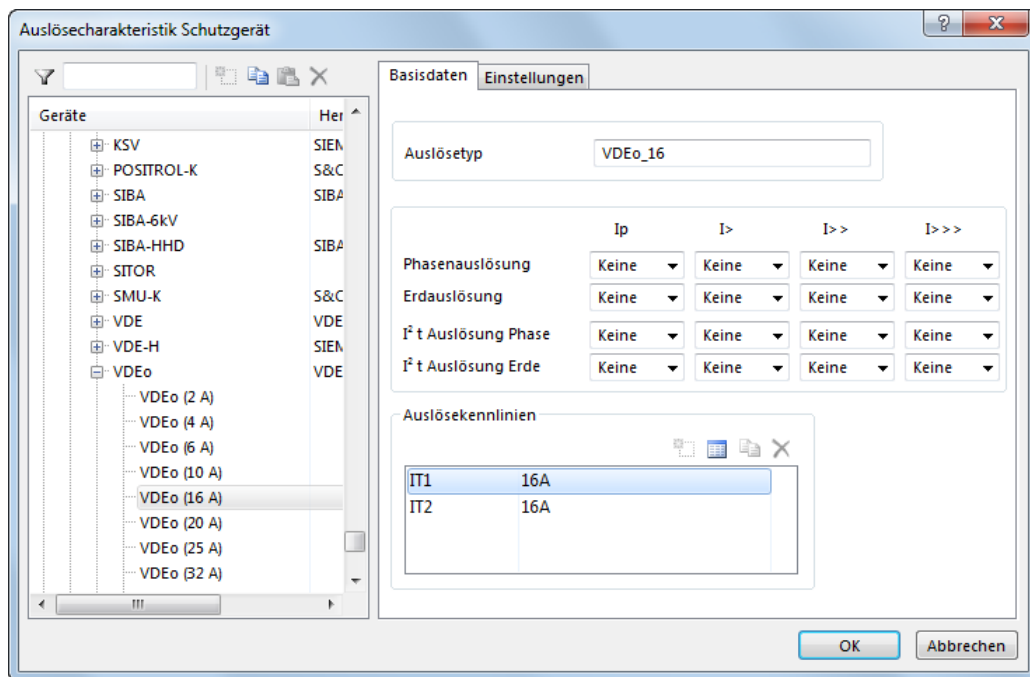 Auslösecharakteristik Schutzgerät
Geräte Her
KSV SIEM
POSITROL-K S&C
SIBA SIBA
SIBA-6kV
SIBA-HHD SIBA
SITOR
SMU-K S&C
VDE VDE
VDE-H SIEM
VDEo VDE
VDEo (2 A)
VDEo (4 A)
VDEo (6 A)
VDEo (10 A)
VDEo (16 A)
VDEo (20 A)
VDEo (25 A)
VDEo (32 A)
Basisdaten Einstellungen
Auslösetyp VDEo_16
Ip I> I>> I>>>
Phasenauslösung Keine Keine Keine Keine
Erdauslösung Keine Keine Keine Keine
I² t Auslösung Phase Keine Keine Keine Keine
I² t Auslösung Erde Keine Keine Keine Keine
Auslösekennlinien
IT1 16A
IT2 16A
OK Abbrechen